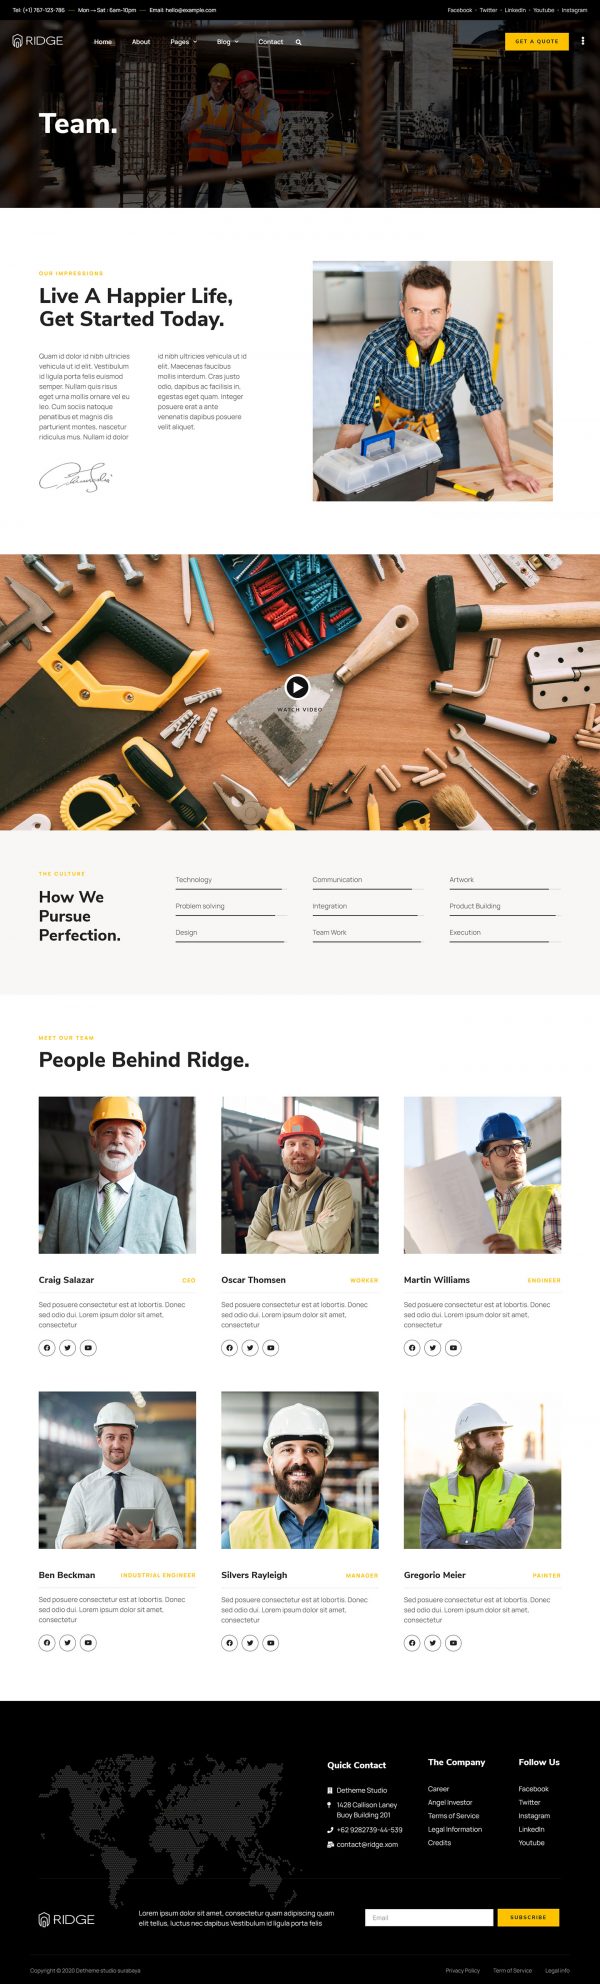 Tel: (+1) 767-123-786 — Mon → Sat : 6am-10pm — Email: hello@example.com
Facebook - Twitter - LinkedIn - Youtube - Instagram
RIDGE Home About Pages Blog Contact GET A QUOTE
Team.
OUR IMPRESSIONS
Live A Happier Life,
Get Started Today.
Quam id dolor id nibh ultricies
vehicula ut id elit. Vestibulum
id ligula porta felis euismod
semper. Nullam quis risus
eget urna mollis ornare vel eu
leo. Cum sociis natoque
penatibus et magnis dis
parturient montes, nascetur
ridiculus mus. Nullam id dolor
id nibh ultricies vehicula ut id
elit. Maecenas faucibus
mollis interdum. Cras justo
odio, dapibus ac facilisis in,
egestas eget quam. Integer
posuere erat a ante
venenatis dapibus posuere
velit aliquet.
WATCH VIDEO
THE CULTURE
How We
Pursue
Perfection.
Technology
Communication
Artwork
Problem solving
Integration
Product Building
Design
Team Work
Execution
MEET OUR TEAM
People Behind Ridge.
Craig Salazar CEO
Sed posuere consectetur est at lobortis. Donec
sed odio dui. Lorem ipsum dolor sit amet,
consectetur
Oscar Thomsen WORKER
Sed posuere consectetur est at lobortis. Donec
sed odio dui. Lorem ipsum dolor sit amet,
consectetur
Martin Williams ENGINEER
Sed posuere consectetur est at lobortis. Donec
sed odio dui. Lorem ipsum dolor sit amet,
consectetur
Ben Beckman INDUSTRIAL ENGINEER
Sed posuere consectetur est at lobortis. Donec
sed odio dui. Lorem ipsum dolor sit amet,
consectetur
Silvers Rayleigh MANAGER
Sed posuere consectetur est at lobortis. Donec
sed odio dui. Lorem ipsum dolor sit amet,
consectetur
Gregorio Meier PAINTER
Sed posuere consectetur est at lobortis. Donec
sed odio dui. Lorem ipsum dolor sit amet,
consectetur
Quick Contact
Detheme Studio
1428 Callison Laney
Buoy Building 201
+62 9282739-44-539
contact@ridge.xom
The Company
Career
Angel Investor
Terms of Service
Legal Information
Credits
Follow Us
Facebook
Twitter
Instagram
LinkedIn
Youtube
RIDGE
Lorem ipsum dolor sit amet, consectetum quam adipiscing quam
elit tellus, luctus nec dapibus Vestibulum id ligula porta felis
Email
SUBSCRIBE
Copyright © 2020 Detheme studio surabaya
Privacy Policy Term of Service Legal info